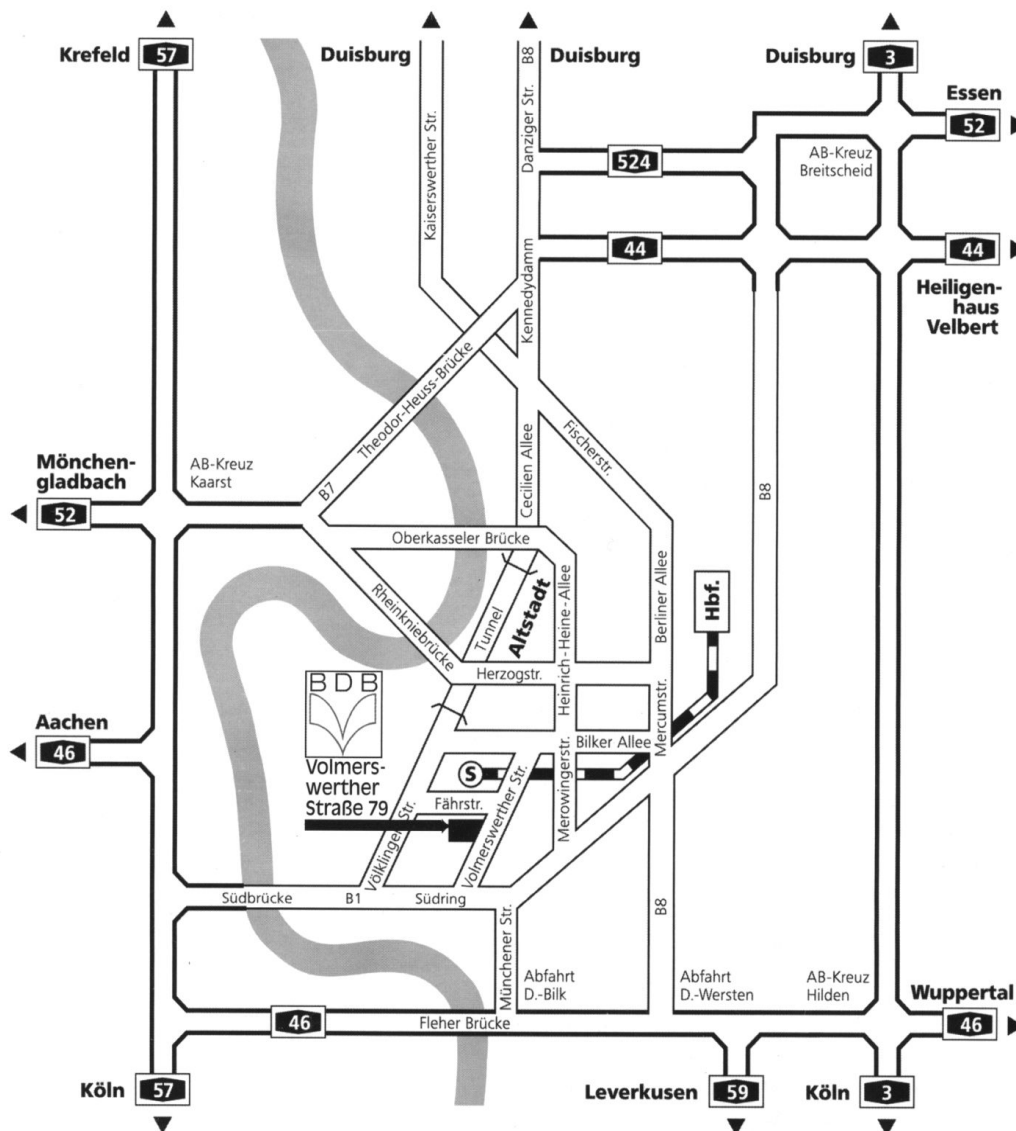 Krefeld
57
Duisburg
B8
Duisburg
Duisburg
3
Essen
52
Kaiserswerther Str.
Danziger Str.
524
AB-Kreuz
Breitscheid
44
44
Heiligen-
haus
Velbert
Kennedydamm
Theodor-Heuss-Brücke
Fischerstr.
Cecilien Allee
Mönchen-
gladbach
52
AB-Kreuz
Kaarst
B7
B8
Oberkasseler Brücke
Rheinkniebrücke
Tunnel
Altstadt
Heinrich-Heine-Allee
Berliner Allee
Hbf.
Herzogstr.
BDB
Volmers-
werther
Straße 79
Aachen
46
Mercumstr.
Bilker Allee
S
Fährstr.
Völklinger Str.
Volmerswerther Str.
Merowingerstr.
Südbrücke
B1
Südring
B8
Münchener Str.
Abfahrt
D.-Bilk
Abfahrt
D.-Wersten
AB-Kreuz
Hilden
Wuppertal
46
46
Fleher Brücke
Köln
57
Leverkusen
59
Köln
3